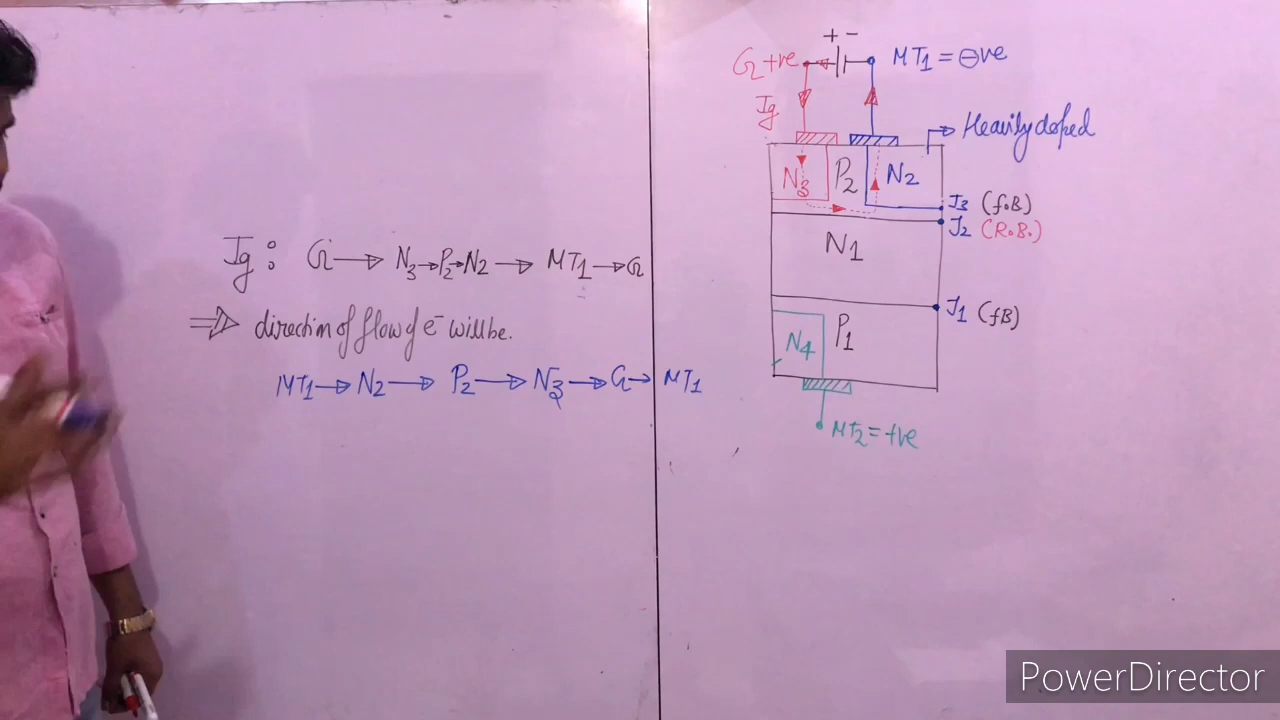 + -
G +ve
MT1 = ⊖ve
Ig
Heavily doped
N3 P2 N2
J3 (f.B)
J2 (R.B.)
N1
J1 (fB)
P1
N4
MT2 = +ve
Ig : G → N3 → P2 → N2 → MT1 → G
⇒ direction of flow of e⁻ will be.
MT1 → N2 → P2 → N3 → G → MT1
PowerDirector